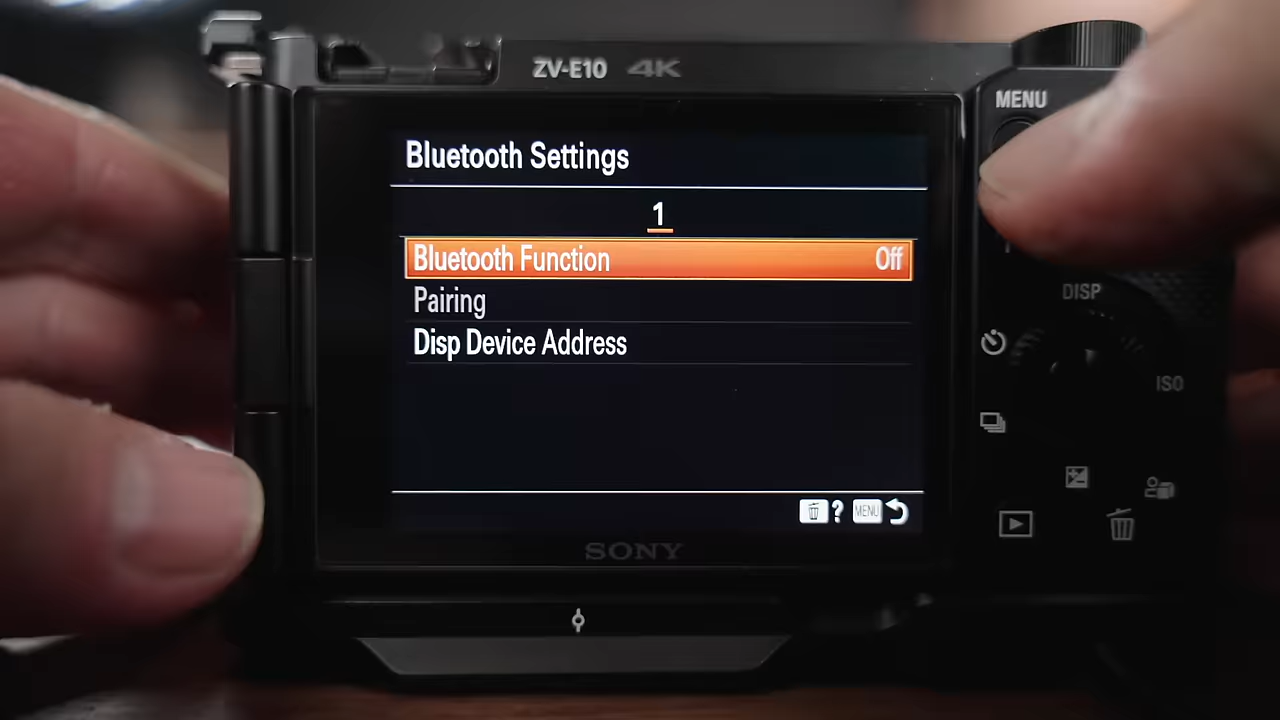 ZV-E10 4K
MENU
Bluetooth Settings
1
Bluetooth Function Off
Pairing
Disp Device Address
DISP
ISO
? MENU
SONY